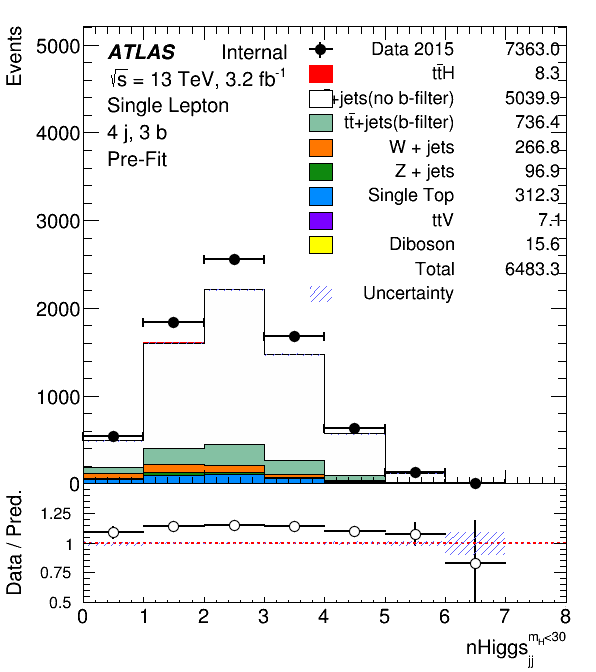 Events
5000
4000
3000
2000
1000
0
ATLAS Internal
√s = 13 TeV, 3.2 fb⁻¹
Single Lepton
4 j, 3 b
Pre-Fit
Data 2015 7363.0
tt̄H 8.3
+jets(no b-filter) 5039.9
tt̄+jets(b-filter) 736.4
W + jets 266.8
Z + jets 96.9
Single Top 312.3
ttV 7.1
Diboson 15.6
Total 6483.3
Uncertainty
Data / Pred.
1.25
1
0.75
0.5
0 1 2 3 4 5 6 7 8
nHiggs_jj^{m_H<30}